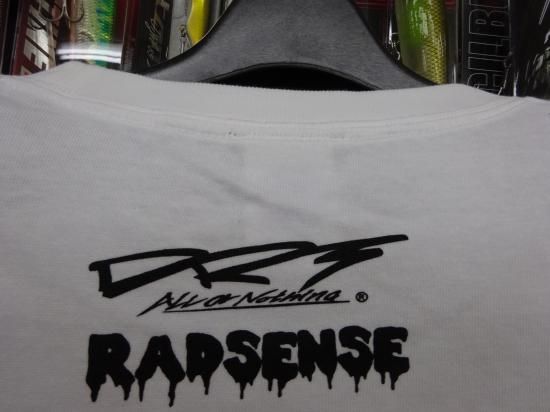 DRT
All or Nothing ®
RADSENSE